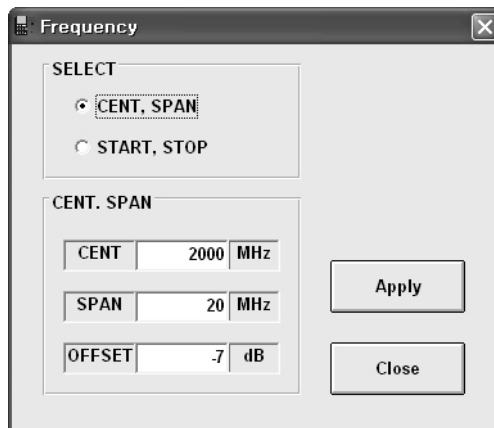 Frequency
SELECT
CENT, SPAN
START, STOP
CENT. SPAN
CENT 2000 MHz
SPAN 20 MHz
OFFSET -7 dB
Apply
Close